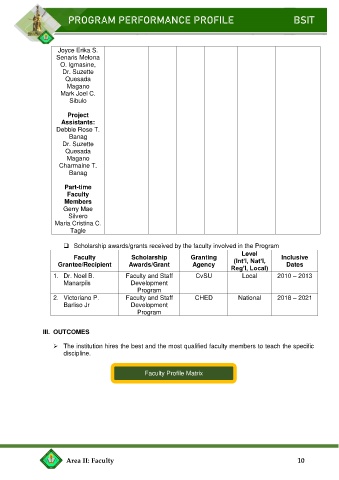 PROGRAM PERFORMANCE PROFILE BSIT
Joyce Erika S.
Senaris Melona
O. Igmasine,
Dr. Suzette
Quesada
Magano
Mark Joel C.
Sibulo
Project
Assistants:
Debbie Rose T.
Banag
Dr. Suzette
Quesada
Magano
Charmaine T.
Banag
Part-time
Faculty
Members
Gerry Mae
Silvero
Maria Cristina C.
Tagle
❑ Scholarship awards/grants received by the faculty involved in the Program
Faculty Grantee/Recipient Scholarship Awards/Grant Granting Agency Level (Int'l, Nat'l, Reg'l, Local) Inclusive Dates
1. Dr. Noel B. Manarpiis Faculty and Staff Development Program CvSU Local 2010 – 2013
2. Victoriano P. Barliso Jr Faculty and Staff Development Program CHED National 2018 – 2021
III. OUTCOMES
➢ The institution hires the best and the most qualified faculty members to teach the specific
discipline.
Faculty Profile Matrix
Area II: Faculty 10